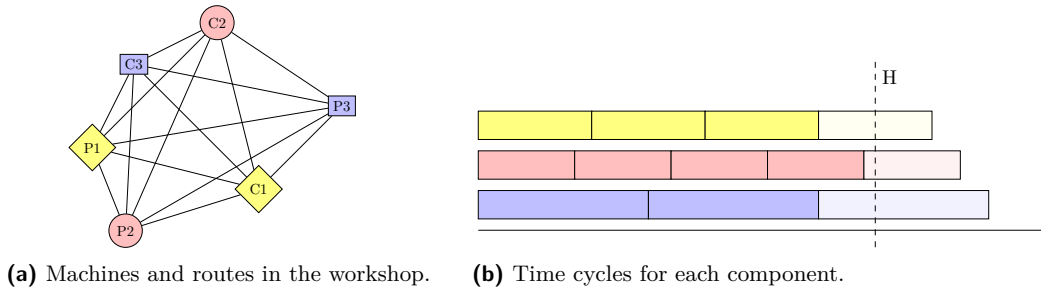 C2
C3
P3
P1
C1
P2
H
(a) Machines and routes in the workshop.
(b) Time cycles for each component.